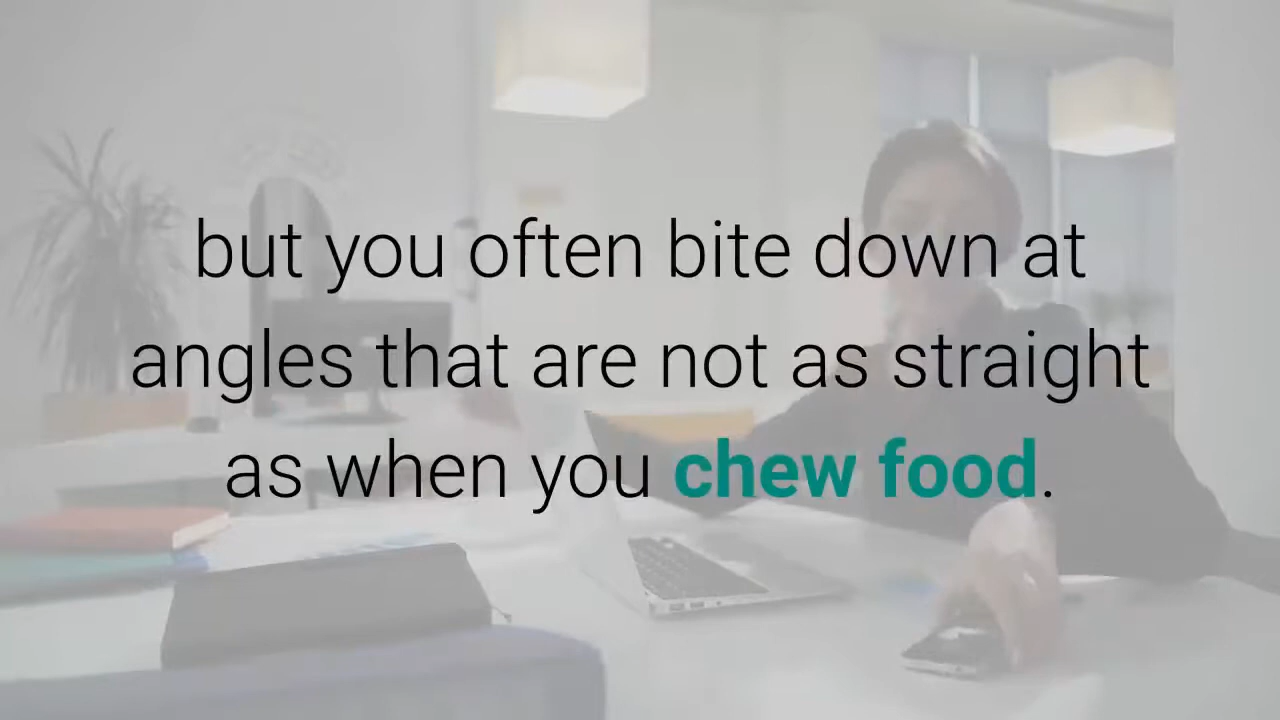 but you often bite down at
angles that are not as straight
as when you chew food.